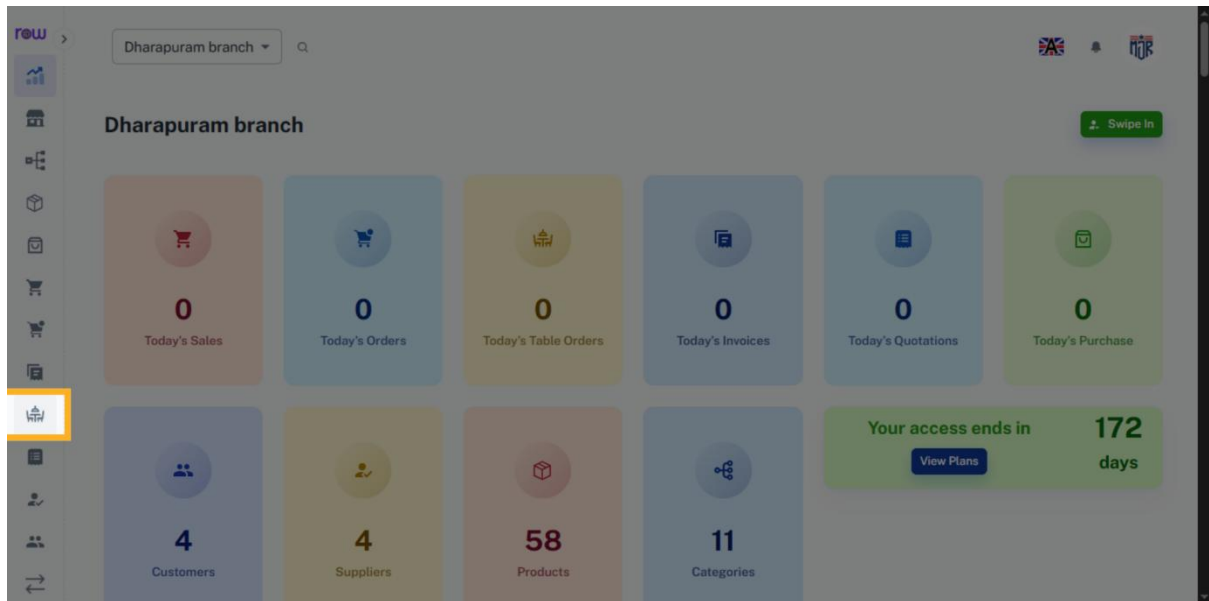 row
Dharapuram branch
Dharapuram branch
Swipe In
0
Today's Sales
0
Today's Orders
0
Today's Table Orders
0
Today's Invoices
0
Today's Quotations
0
Today's Purchase
4
Customers
4
Suppliers
58
Products
11
Categories
Your access ends in
172
days
View Plans